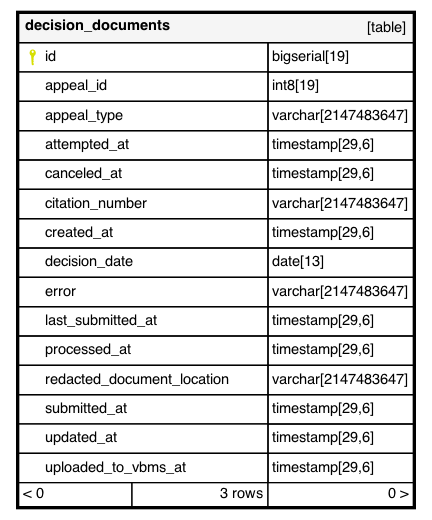 decision_documents [table]
id bigserial[19]
appeal_id int8[19]
appeal_type varchar[2147483647]
attempted_at timestamp[29,6]
canceled_at timestamp[29,6]
citation_number varchar[2147483647]
created_at timestamp[29,6]
decision_date date[13]
error varchar[2147483647]
last_submitted_at timestamp[29,6]
processed_at timestamp[29,6]
redacted_document_location varchar[2147483647]
submitted_at timestamp[29,6]
updated_at timestamp[29,6]
uploaded_to_vbms_at timestamp[29,6]
< 0 3 rows 0 >